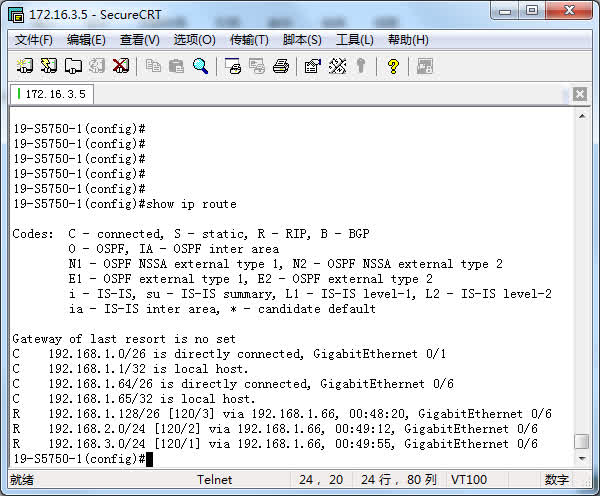 172.16.3.5 - SecureCRT
文件(F) 编辑(E) 查看(V) 选项(O) 传输(T) 脚本(S) 工具(L) 帮助(H)
172.16.3.5
19-S5750-1(config)#
19-S5750-1(config)#
19-S5750-1(config)#
19-S5750-1(config)#
19-S5750-1(config)#
19-S5750-1(config)#show ip route
Codes:  C - connected, S - static, R - RIP, B - BGP
O - OSPF, IA - OSPF inter area
N1 - OSPF NSSA external type 1, N2 - OSPF NSSA external type 2
E1 - OSPF external type 1, E2 - OSPF external type 2
i - IS-IS, su - IS-IS summary, L1 - IS-IS level-1, L2 - IS-IS level-2
ia - IS-IS inter area, * - candidate default
Gateway of last resort is no set
C    192.168.1.0/26 is directly connected, GigabitEthernet 0/1
C    192.168.1.1/32 is local host.
C    192.168.1.64/26 is directly connected, GigabitEthernet 0/6
C    192.168.1.65/32 is local host.
R    192.168.1.128/26 [120/3] via 192.168.1.66, 00:48:20, GigabitEthernet 0/6
R    192.168.2.0/24 [120/2] via 192.168.1.66, 00:49:12, GigabitEthernet 0/6
R    192.168.3.0/24 [120/1] via 192.168.1.66, 00:49:55, GigabitEthernet 0/6
19-S5750-1(config)#
就绪 Telnet 24, 20 24 行, 80 列 VT100 数字